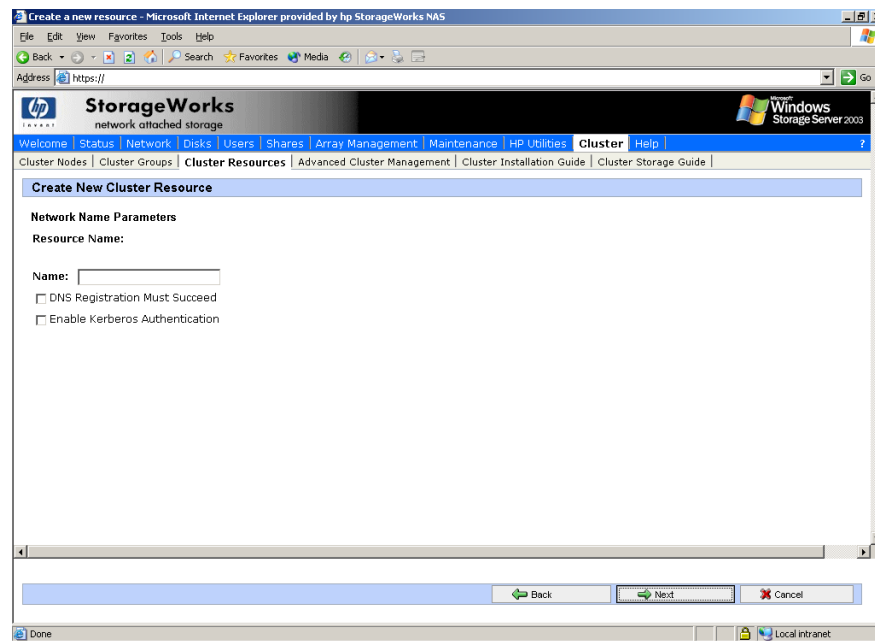 Create a new resource - Microsoft Internet Explorer provided by hp StorageWorks NAS
File Edit View Favorites Tools Help
Back Search Favorites Media
Address https:// Go
hp invent StorageWorks network attached storage Microsoft Windows Storage Server 2003
Welcome Status Network Disks Users Shares Array Management Maintenance HP Utilities Cluster Help ?
Cluster Nodes Cluster Groups Cluster Resources Advanced Cluster Management Cluster Installation Guide Cluster Storage Guide
Create New Cluster Resource
Network Name Parameters
Resource Name:
Name:
DNS Registration Must Succeed
Enable Kerberos Authentication
Back Next Cancel
Done Local intranet